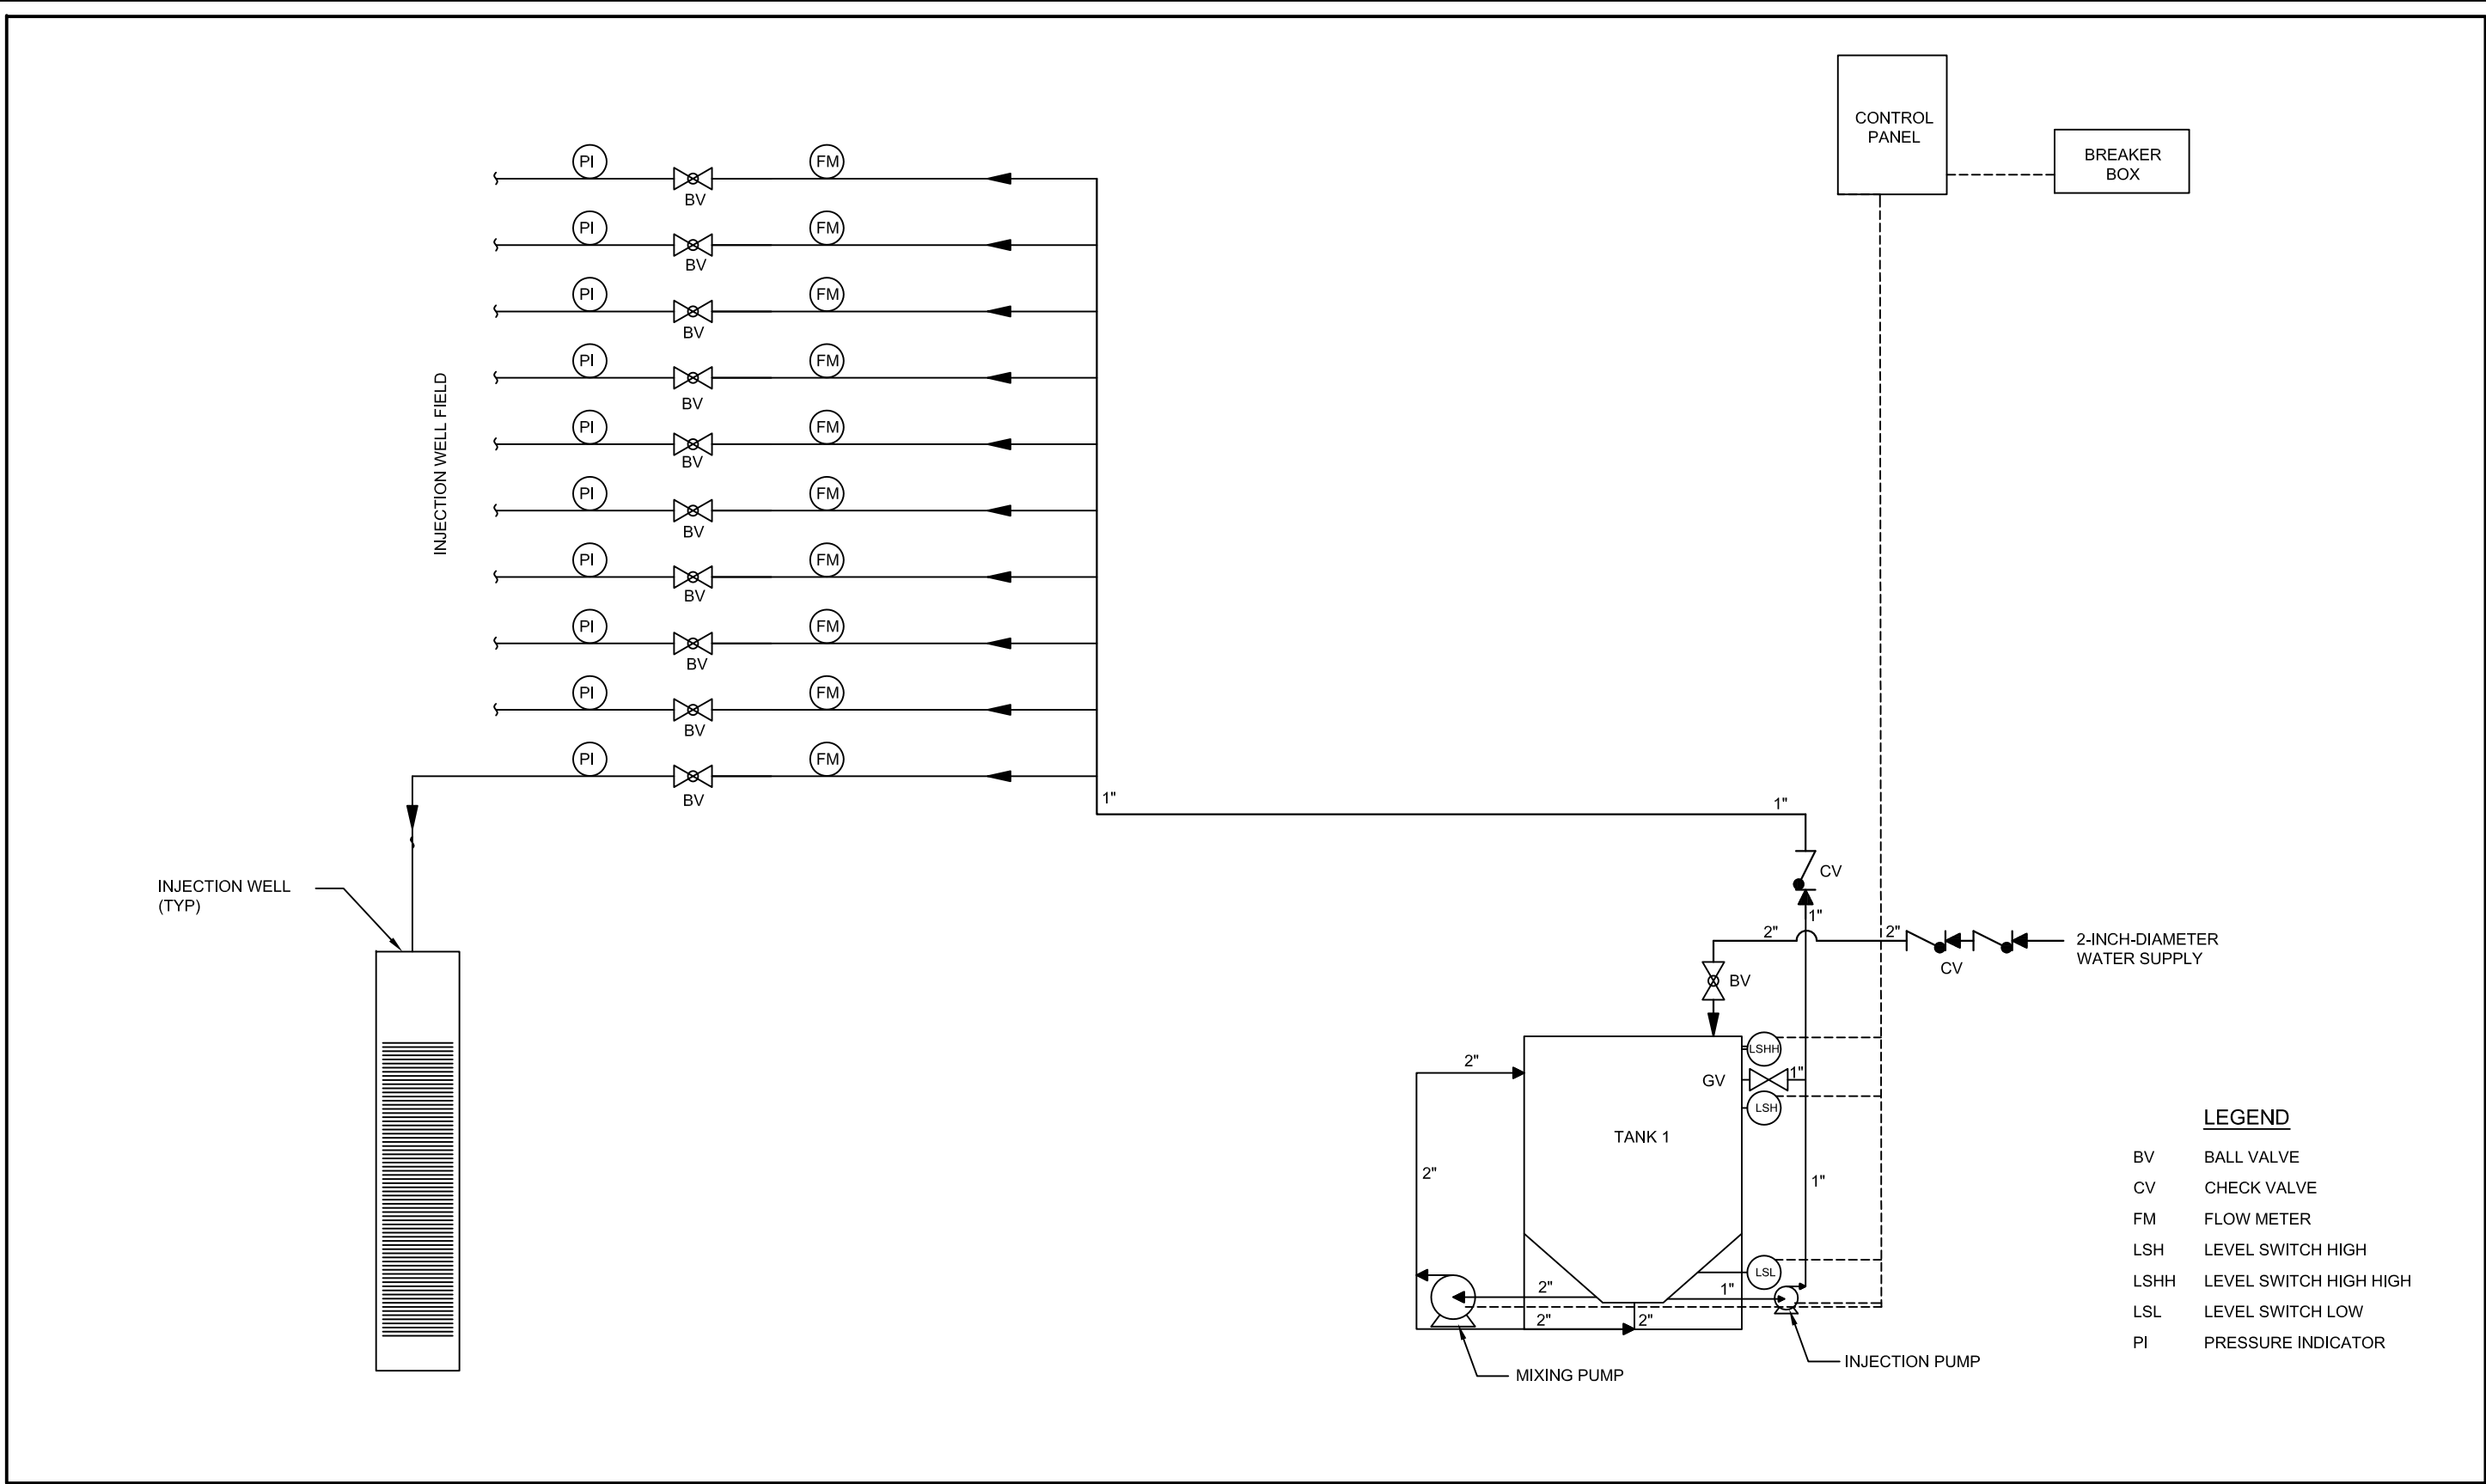 CONTROL
PANEL
BREAKER
BOX
PI
FM
BV
PI
FM
BV
PI
FM
BV
PI
FM
BV
PI
FM
BV
PI
FM
BV
PI
FM
BV
PI
FM
BV
PI
FM
BV
PI
FM
BV
INJECTION WELL FIELD
1"
1"
CV
INJECTION WELL
(TYP)
1"
2"
2"
CV
2-INCH-DIAMETER
WATER SUPPLY
BV
LSHH
2"
GV
1"
LSH
TANK 1
2"
1"
LSL
2"
1"
2"
2"
MIXING PUMP
INJECTION PUMP
LEGEND
BV BALL VALVE
CV CHECK VALVE
FM FLOW METER
LSH LEVEL SWITCH HIGH
LSHH LEVEL SWITCH HIGH HIGH
LSL LEVEL SWITCH LOW
PI PRESSURE INDICATOR